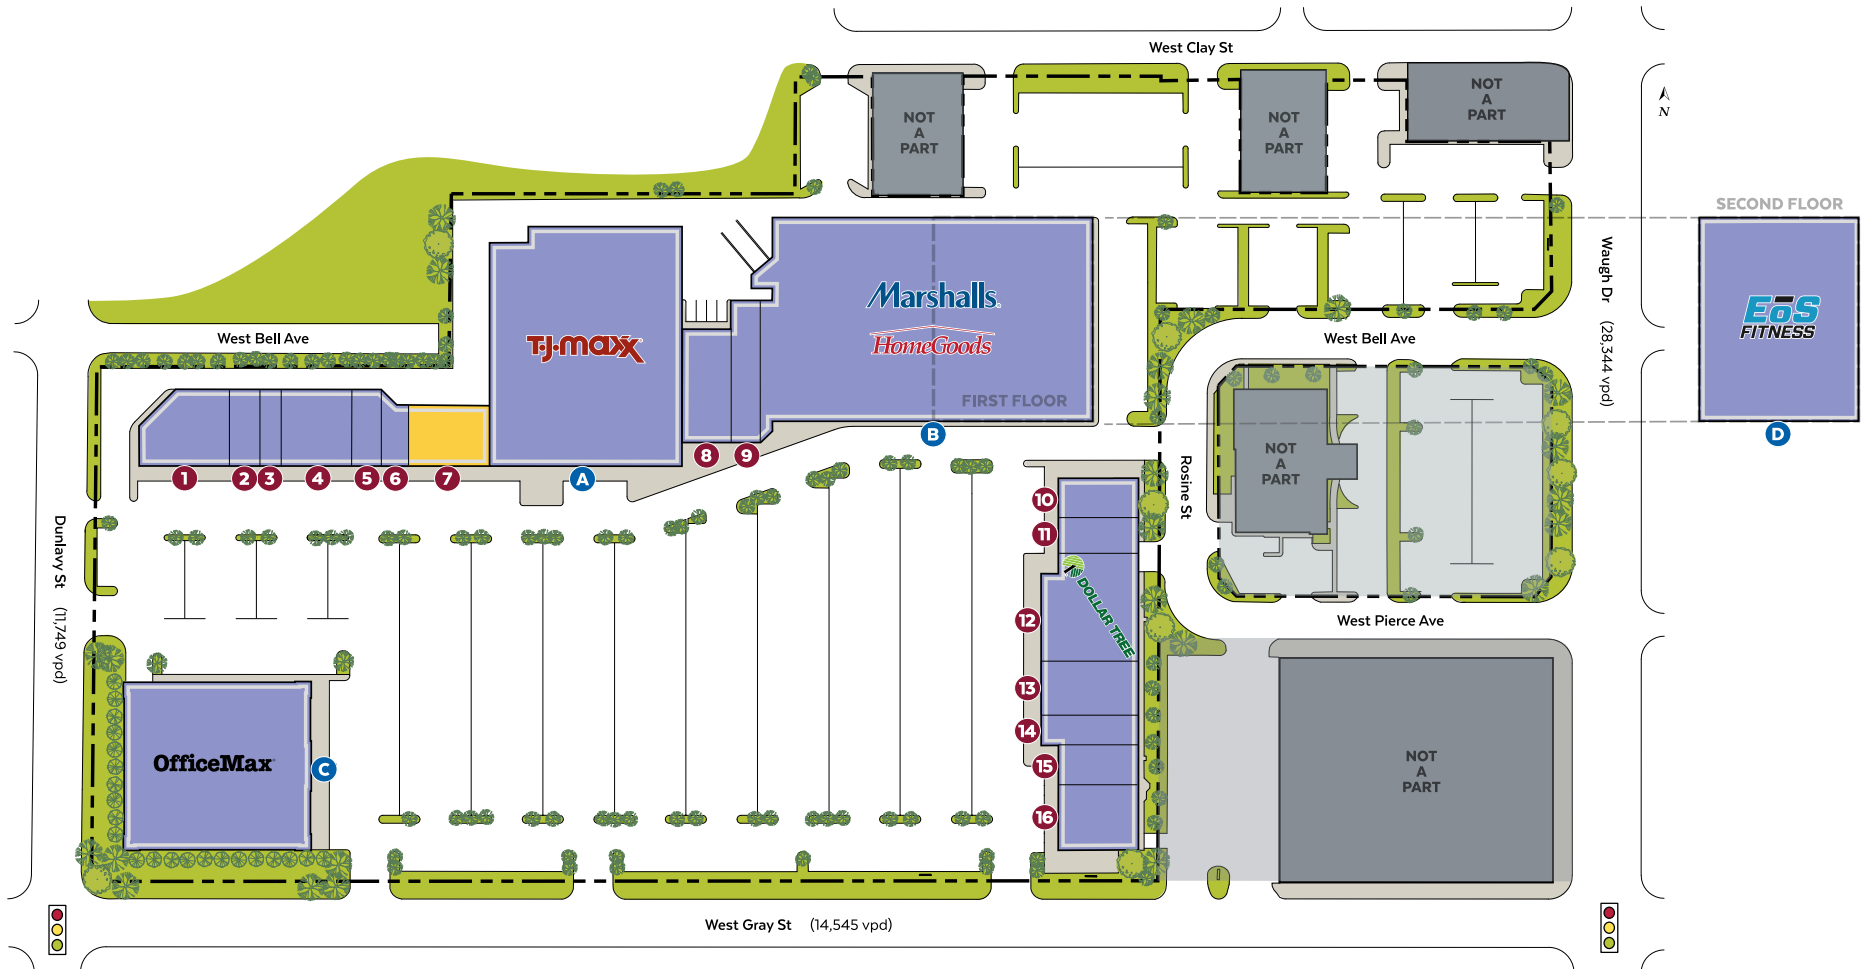 West Clay St
NOT
A
PART
NOT
A
PART
NOT
A
PART
N
SECOND FLOOR
Waugh Dr (28,344 vpd)
West Bell Ave
T.J.maxx
Marshalls.
HomeGoods
FIRST FLOOR
West Bell Ave
EōS
FITNESS
1
2
3
4
5
6
7
A
8
9
B
D
10
11
12
13
14
15
16
DOLLAR TREE
Rosine St
NOT
A
PART
Dunlavy St (11,749 vpd)
West Pierce Ave
OfficeMax
C
NOT
A
PART
West Gray St (14,545 vpd)